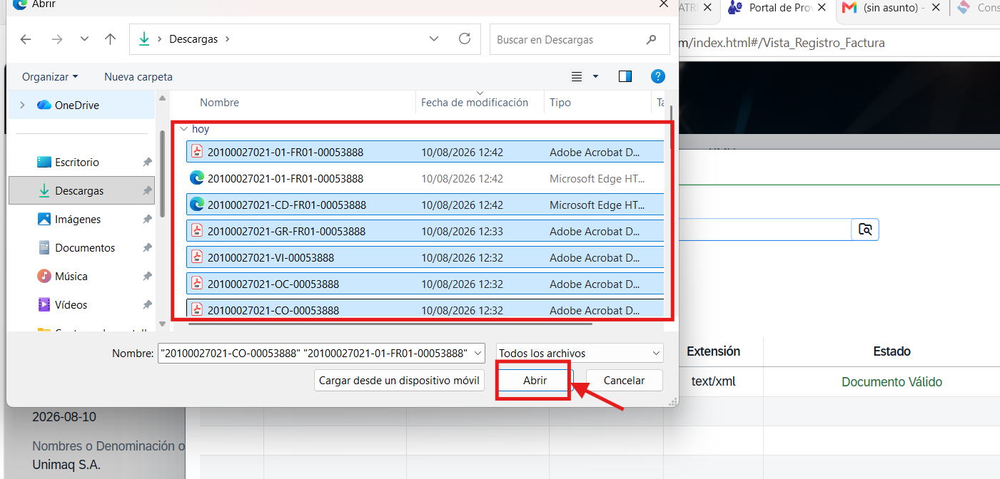 Abrir
Portal de Prov
(sin asunto) -
Cons
Descargas
Buscar en Descargas
m/index.html#/Vista_Registro_Factura
Organizar
Nueva carpeta
OneDrive
Nombre
Fecha de modificación
Tipo
Ta
hoy
Escritorio
20100027021-01-FR01-00053888 10/08/2026 12:42 Adobe Acrobat D...
20100027021-01-FR01-00053888 10/08/2026 12:42 Microsoft Edge HT...
Descargas
20100027021-CD-FR01-00053888 10/08/2026 12:42 Microsoft Edge HT...
Imágenes
20100027021-GR-FR01-00053888 10/08/2026 12:33 Adobe Acrobat D...
Documentos
20100027021-VI-00053888 10/08/2026 12:32 Adobe Acrobat D...
Música
20100027021-OC-00053888 10/08/2026 12:32 Adobe Acrobat D...
Vídeos
20100027021-CO-00053888 10/08/2026 12:32 Adobe Acrobat D...
Nombre: "20100027021-CO-00053888" "20100027021-01-FR01-00053888"
Todos los archivos
Extensión
Estado
Cargar desde un dispositivo móvil
Abrir
Cancelar
text/xml
Documento Válido
2026-08-10
Nombres o Denominación o
Unimaq S.A.